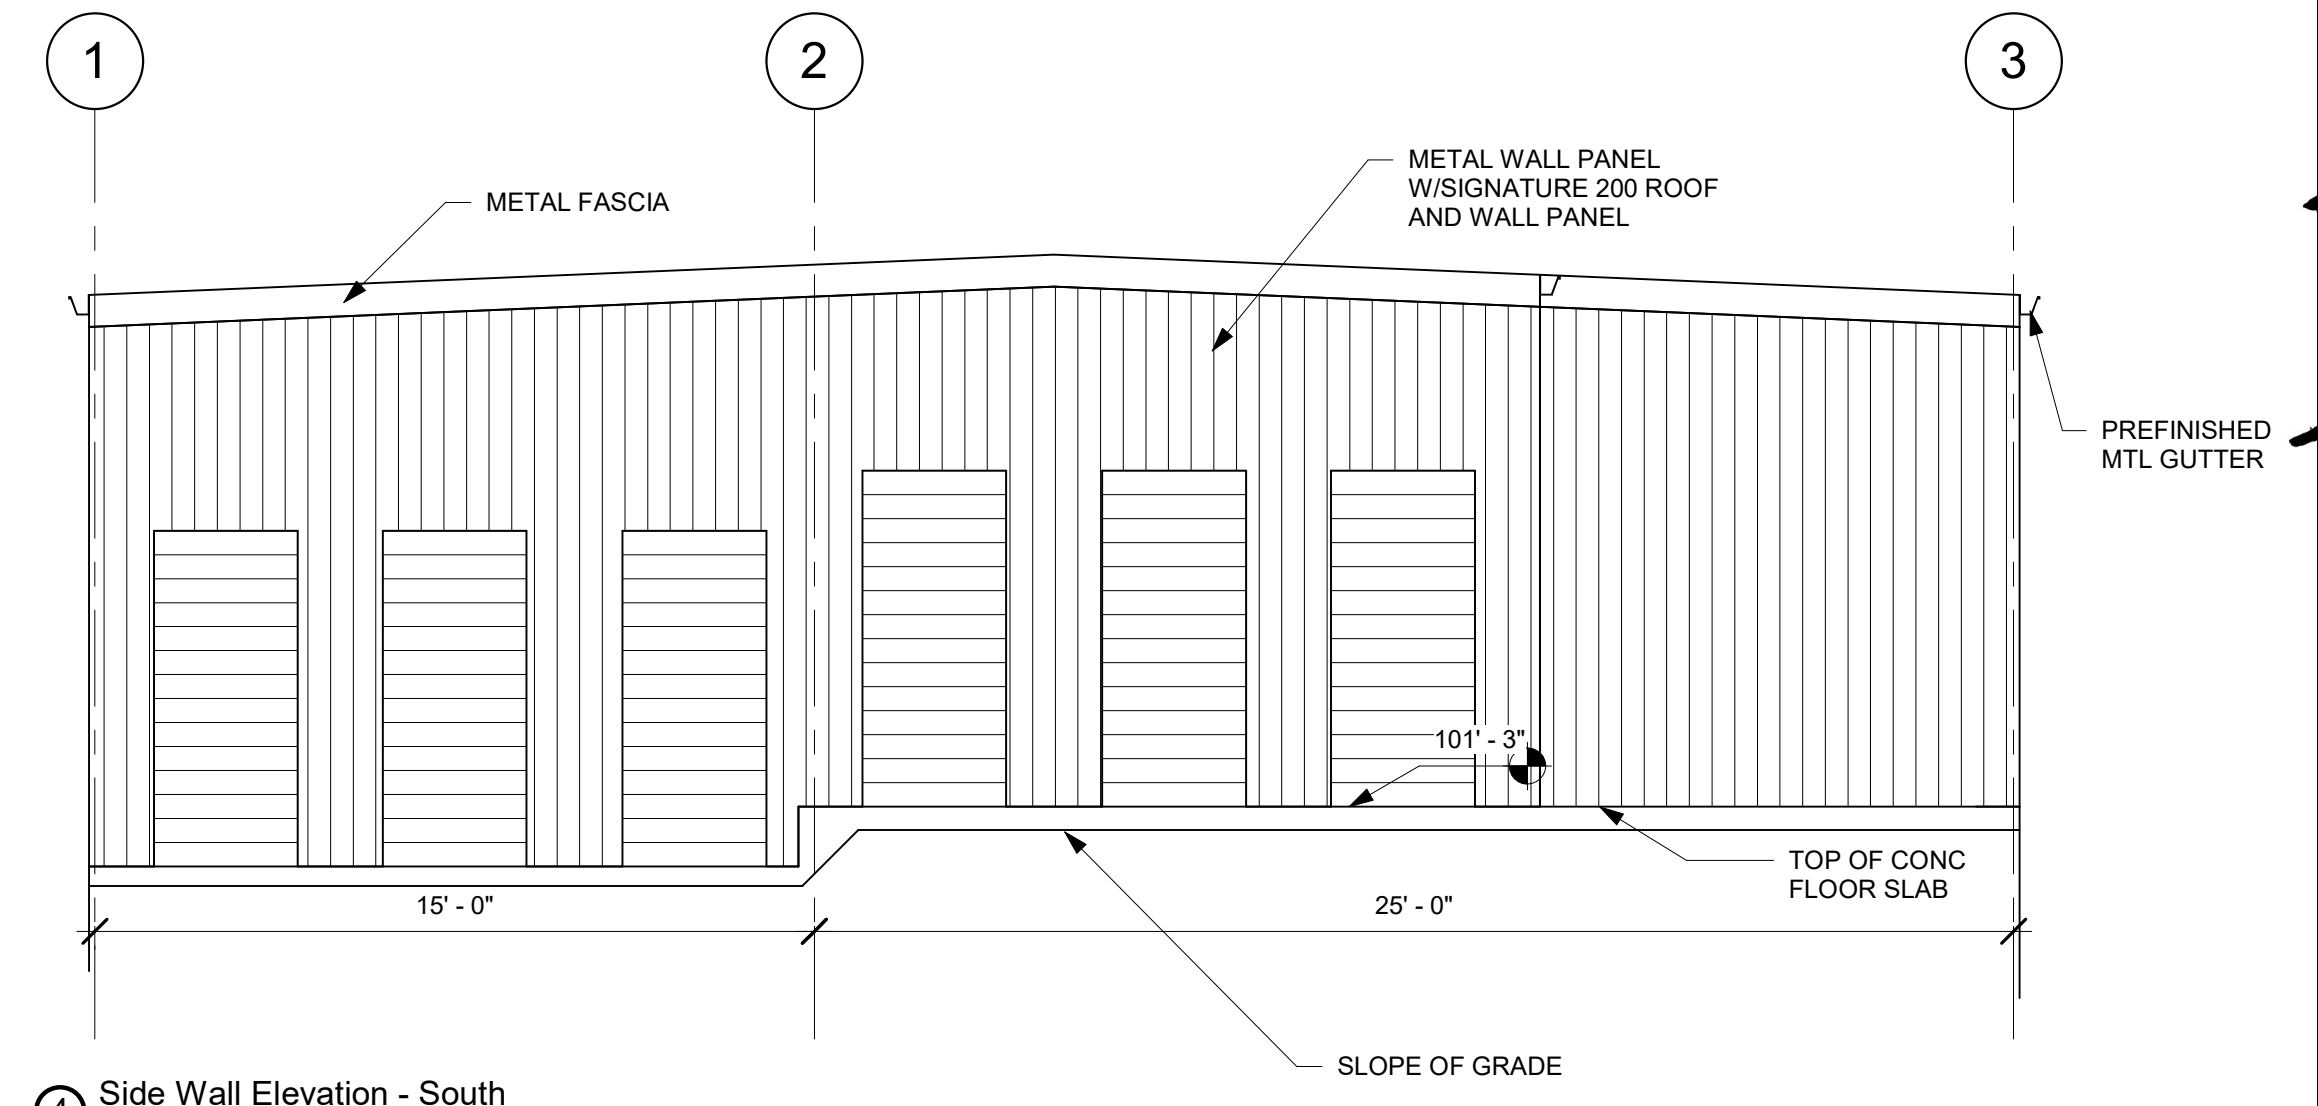 1
2
3
METAL FASCIA
METAL WALL PANEL
W/SIGNATURE 200 ROOF
AND WALL PANEL
PREFINISHED
MTL GUTTER
101' - 3"
TOP OF CONC
FLOOR SLAB
15' - 0"
25' - 0"
SLOPE OF GRADE
Side Wall Elevation - South